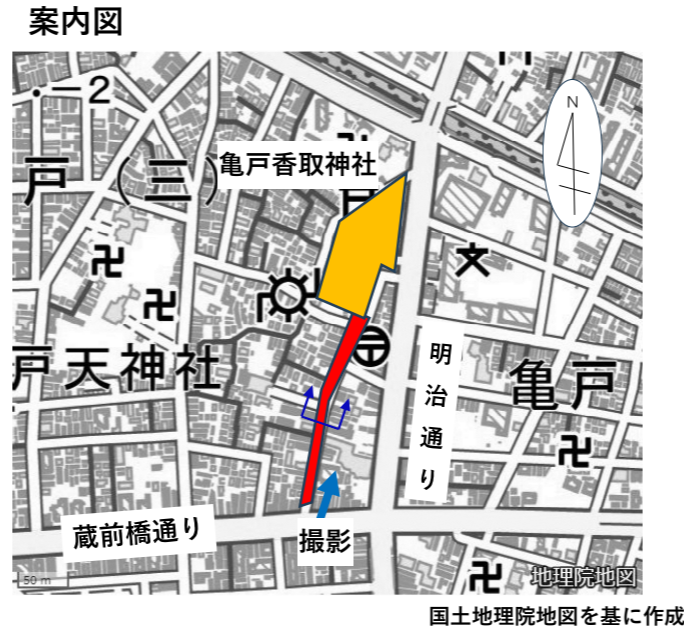 案内図
・－2
戸（三）
亀戸香取神社
N
文
戸天神社
明治通り
亀戸
蔵前橋通り
撮影
50 m
地理院地図
国土地理院地図を基に作成